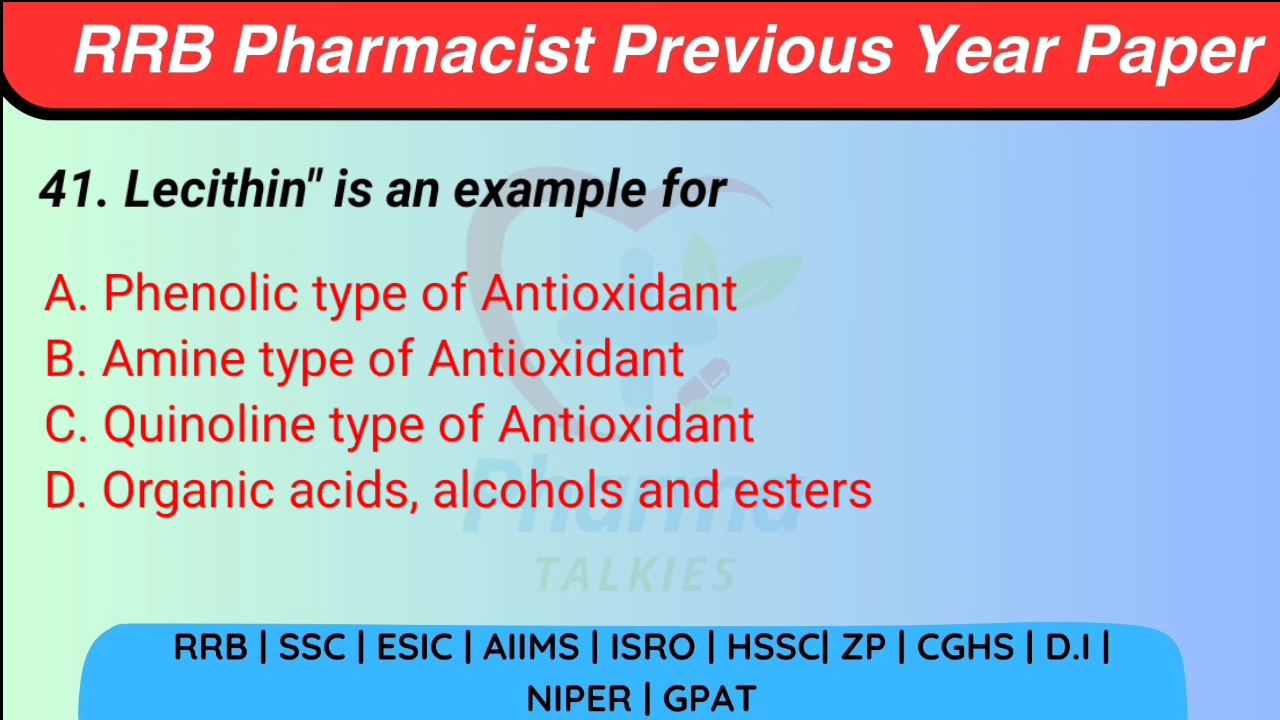 RRB Pharmacist Previous Year Paper
41. Lecithin" is an example for
A. Phenolic type of Antioxidant
B. Amine type of Antioxidant
C. Quinoline type of Antioxidant
D. Organic acids, alcohols and esters
Pharma
TALKIES
RRB | SSC | ESIC | AIIMS | ISRO | HSSC| ZP | CGHS | D.I |
NIPER | GPAT